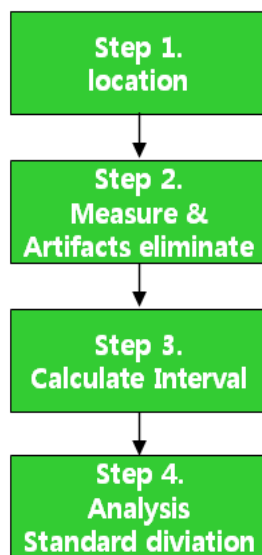 Step 1.
location
Step 2.
Measure &
Artifacts eliminate
Step 3.
Calculate Interval
Step 4.
Analysis
Standard diviation